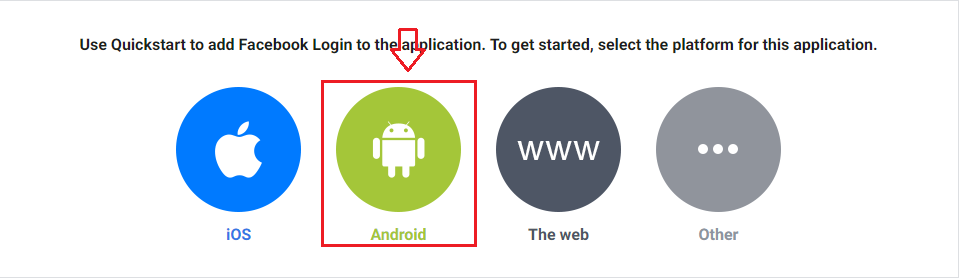 Use Quickstart to add Facebook Login to the application. To get started, select the platform for this application.
www
iOS Android The web Other